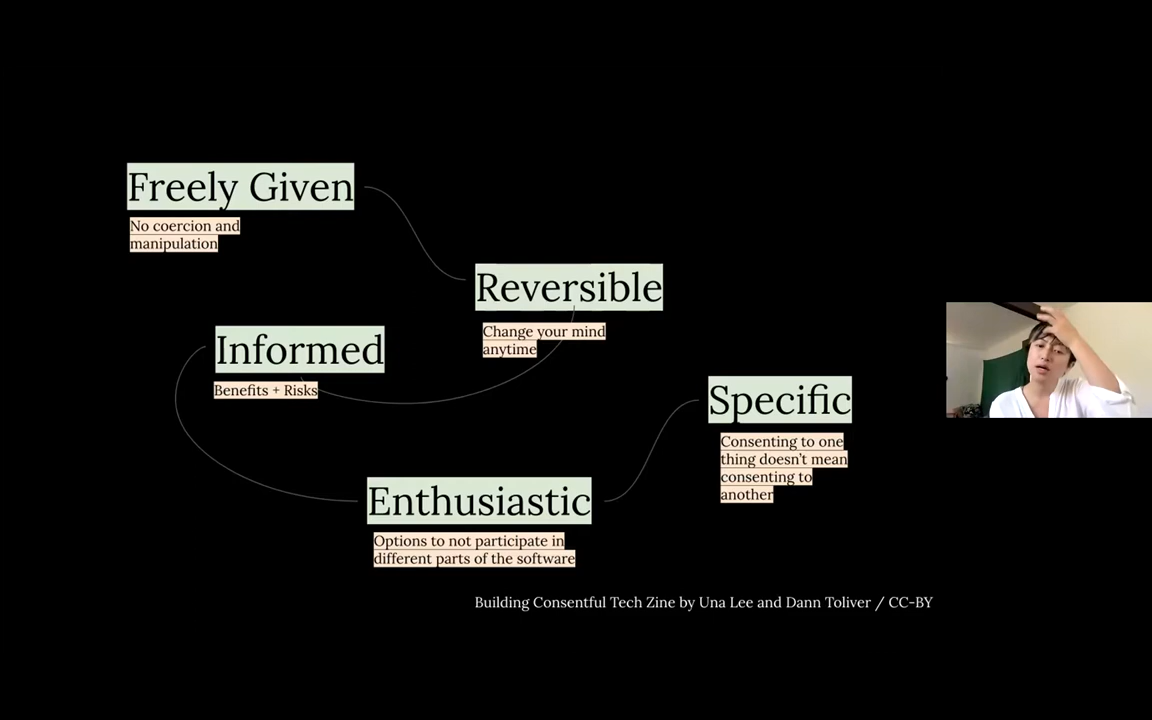 Freely Given
No coercion and
manipulation
Reversible
Change your mind
anytime
Informed
Benefits + Risks
Specific
Consenting to one
thing doesn't mean
consenting to
another
Enthusiastic
Options to not participate in
different parts of the software
Building Consentful Tech Zine by Una Lee and Dann Toliver / CC-BY